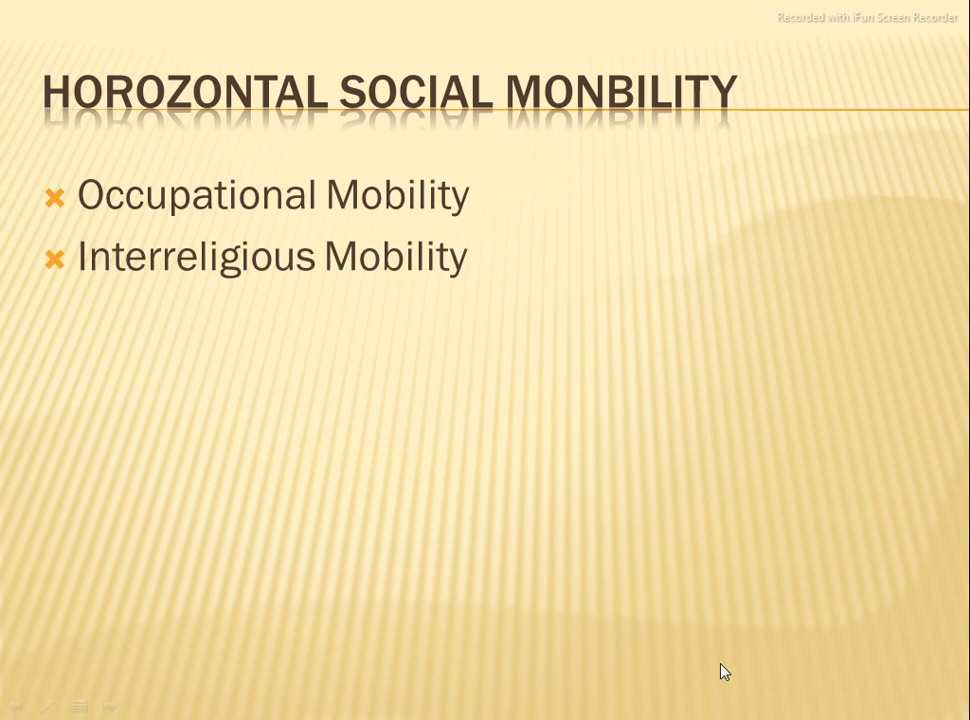 Recorded with iFun Screen Recorder
HOROZONTAL SOCIAL MONBILITY
Occupational Mobility
Interreligious Mobility